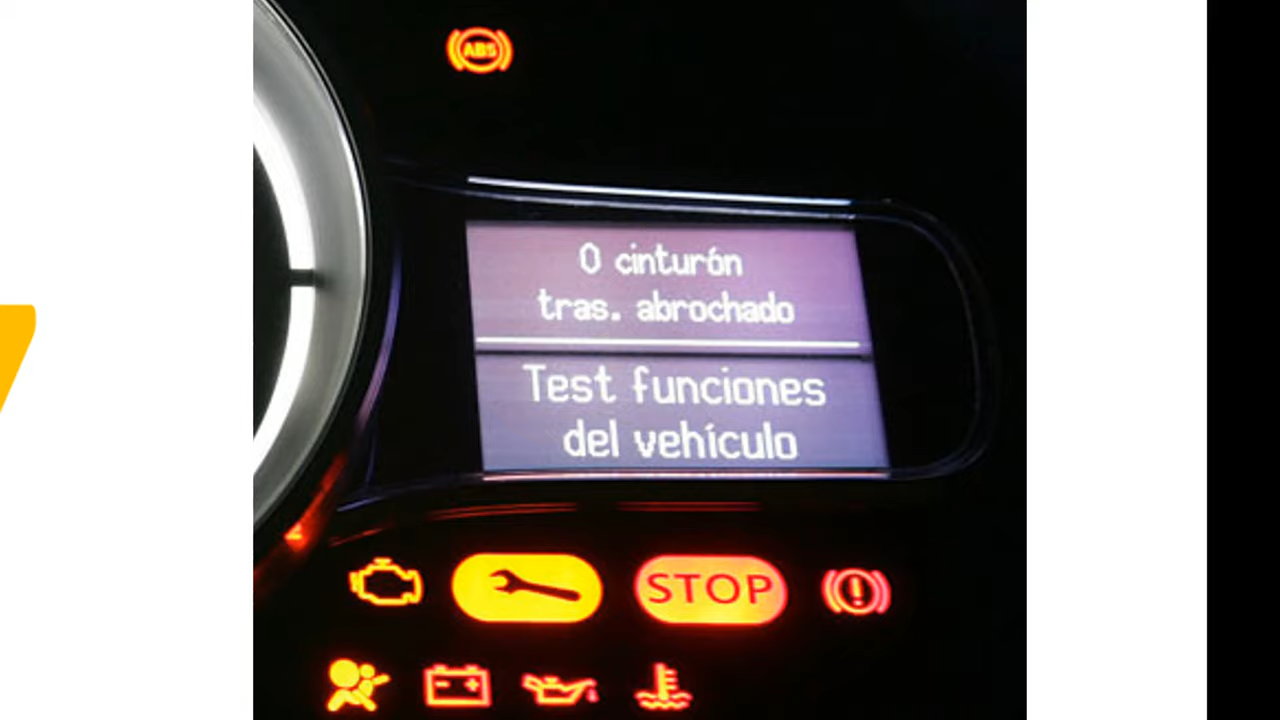 ABS
0 cinturón
tras. abrochado
Test funciones
del vehículo
STOP